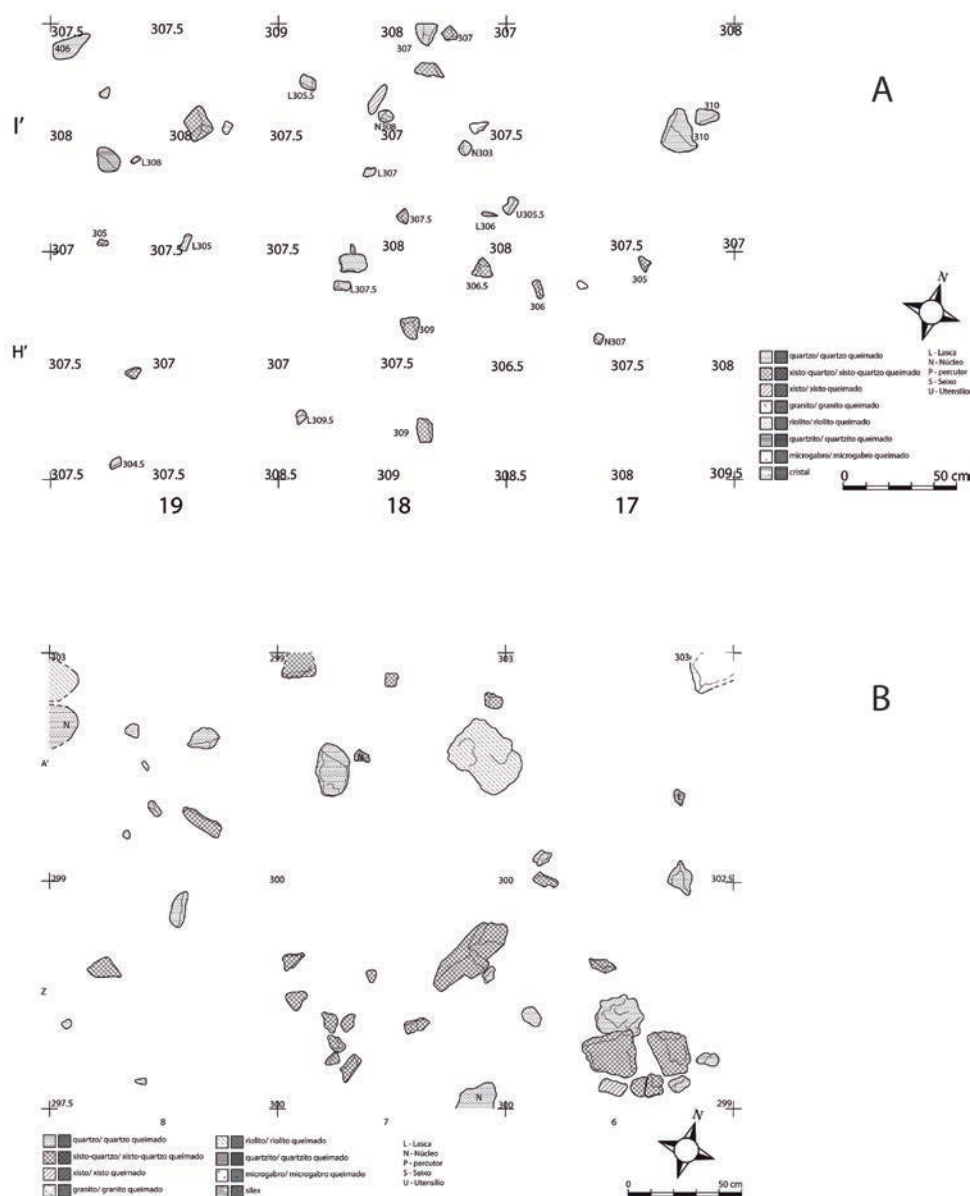 307.5 307.5 309 308 307 308
406 307 307
A
L305.5
310
N308
I' 308 308 307.5 307 307.5 310
L308 N303
L307
307.5 L306 U305.5
305
307 307.5 L305 307.5 308 308 307.5 307
L307.5 306.5 306 305
309 N307
N
H' 307.5 307 307 307.5 306.5 307.5 308
L309.5 309
304.5
307.5 307.5 308.5 309 308.5 308 309.5
19 18 17
quartzo/ quartzo queimado
xisto-quartzo/ xisto-quartzo queimado
xisto/ xisto queimado
granito/ granito queimado
riolito/ riolito queimado
quartzito/ quartzito queimado
microgabro/ microgabro queimado
cristal
L - Lasca
N - Núcleo
P - percutor
S - Seixo
U - Utensílio
0 50 cm
303 299 303 303
B
N
A'
299 300 300 302.5
Z
N
297.5 300 300 299
8 7 6
quartzo/ quartzo queimado
xisto-quartzo/ xisto-quartzo queimado
xisto/ xisto queimado
granito/ granito queimado
riolito/ riolito queimado
quartzito/ quartzito queimado
microgabro/ microgabro queimado
sílex
L - Lasca
N - Núcleo
P - percutor
S - Seixo
U - Utensílio
N
0 50 cm